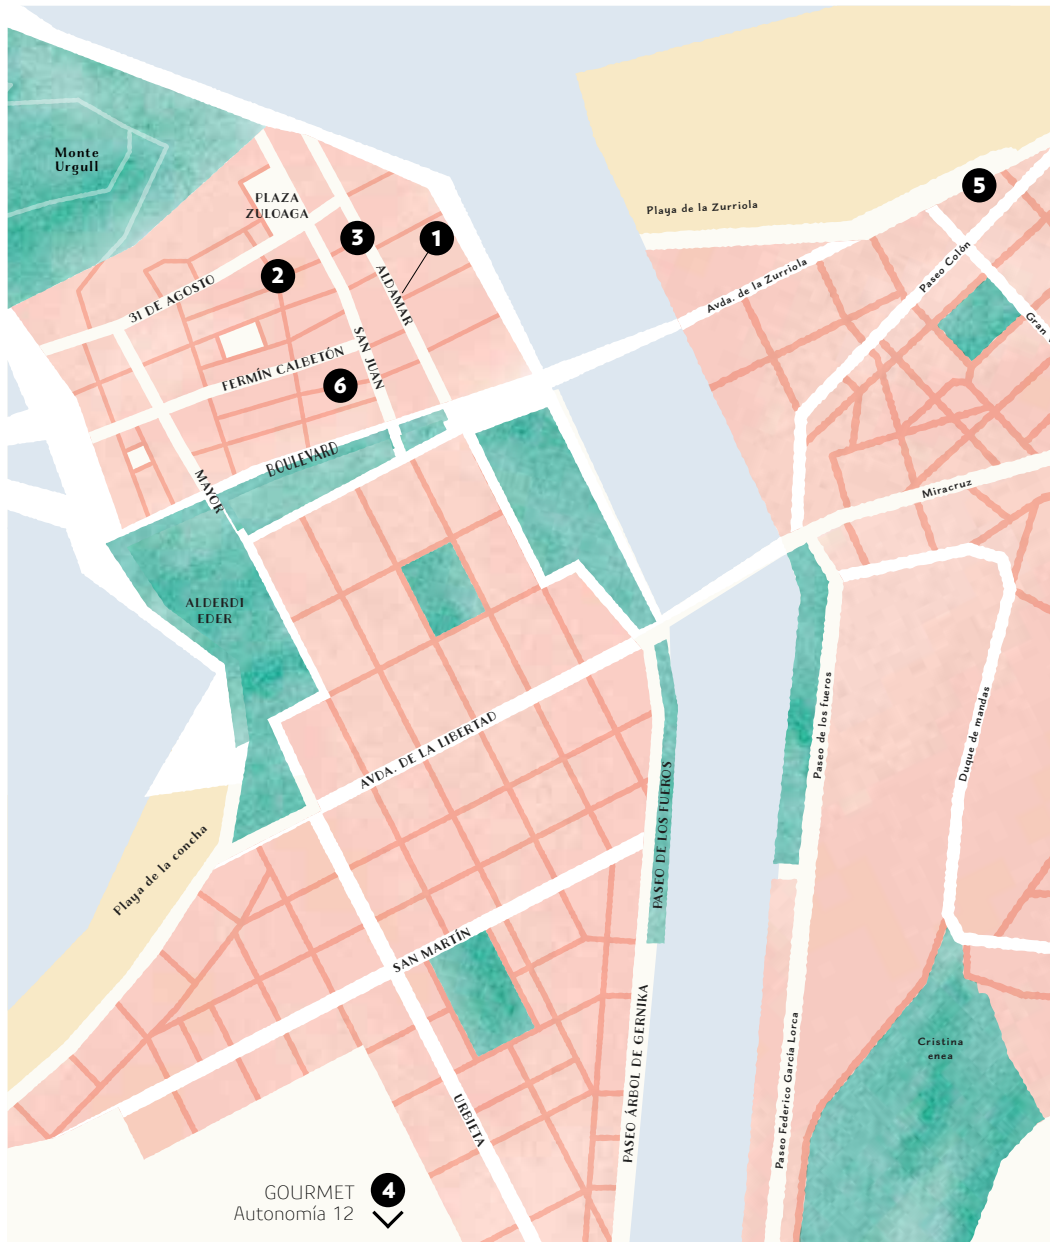 Monte
Urgull
PLAZA
ZULOAGA
Playa de la Zurriola
5
3
1
2
31 DE AGOSTO
ALDAMAR
Avda. de la Zurriola
Paseo Colón
Gran
SAN JUAN
FERMÍN CALBETÓN
6
BOULEVARD
MAYOR
Miracruz
ALDERDI
EDER
AVDA. DE LA LIBERTAD
Paseo de los fueros
Duque de mandas
PASEO DE LOS FUEROS
Playa de la concha
SAN MARTÍN
PASEO ÁRBOL DE GERNIKA
Paseo Federico García Lorca
Cristina
enea
URBIETA
GOURMET
Autonomía 12
4